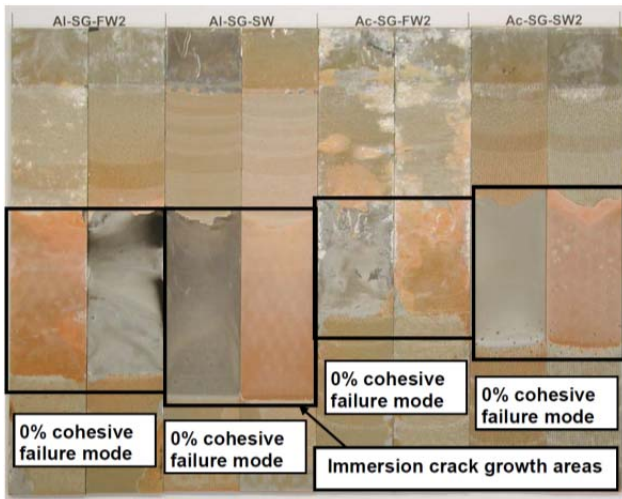 Al-SG-FW2 Al-SG-SW Ac-SG-FW2 Ac-SG-SW2
0% cohesive
failure mode
0% cohesive
failure mode
0% cohesive
failure mode
0% cohesive
failure mode
Immersion crack growth areas